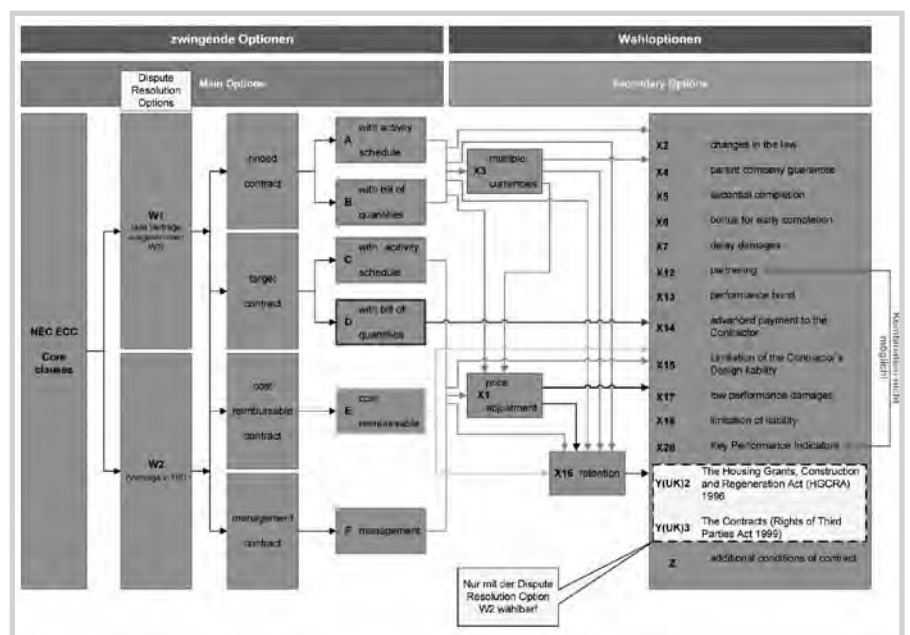 zwingende Optionen
Wahloptionen
Main Options
Secondary Options
Dispute
Resolution
Options
NEC ECC
Core
clauses
W1
W2
contract
target
contract
cost
reimbursable
contract
management
contract
A
with activity
schedule
B
with bill of
quantities
C
with activity
schedule
D
with bill of
quantities
E
cost
reimbursable
F management
X3
multiple
currencies
X1
price
adjustment
X16 retention
X2
changes in the law
X4
parent company guarantee
X5
sectional completion
X6
bonus for early completion
X7
delay damages
X12
partnering
X13
performance bond
X14
advanced payment to the
Contractor
X15
Limitation of the Contractor's
Design liability
X17
low performance damages
X18
limitation of liability
X20
Key Performance Indicators
Y(UK)2
The Housing Grants, Construction
and Regeneration Act (HGCRA)
1996
Y(UK)3
The Contracts (Rights of Third
Parties Act 1999)
Z
additional conditions of contract
Kombination nicht
möglich!
Nur mit der Dispute
Resolution Option
W2 wählbar!